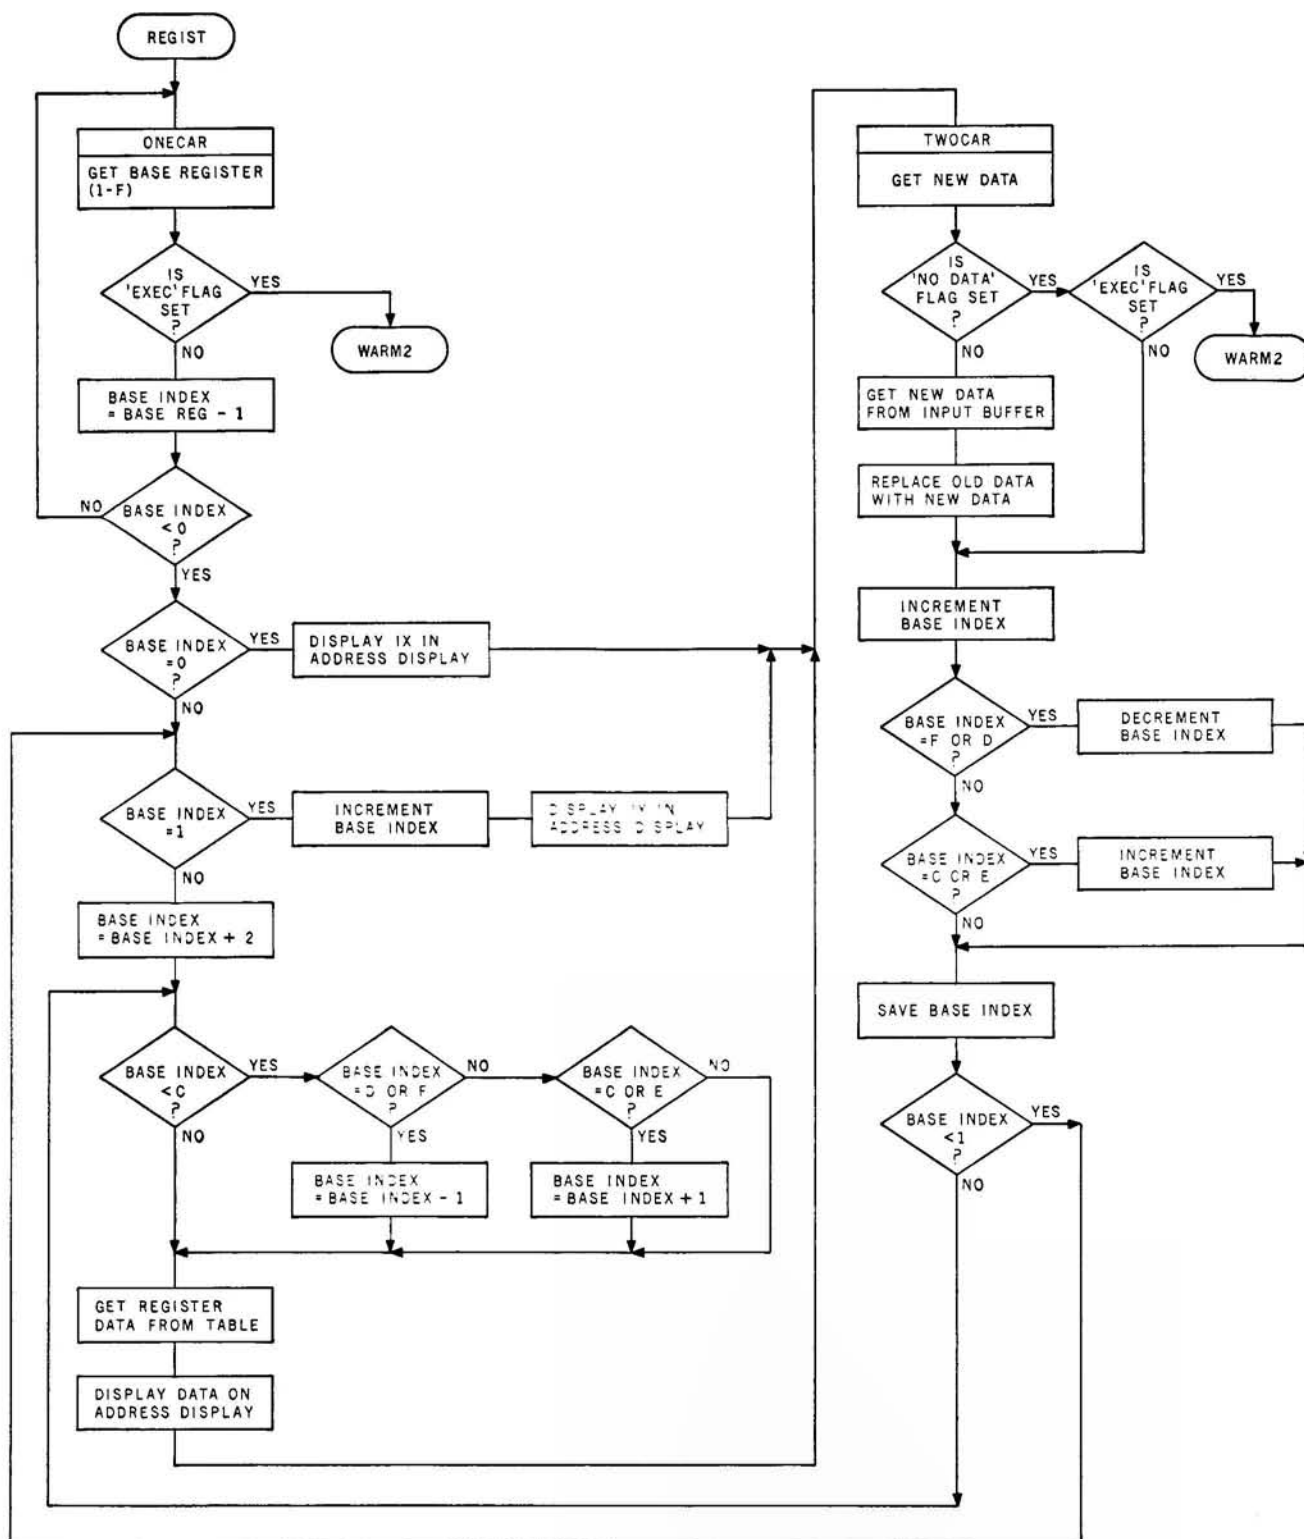 REGIST
ONECAR
GET BASE REGISTER
(1-F)
IS
'EXEC' FLAG
SET
?
YES
NO
WARM2
BASE INDEX
= BASE REG - 1
BASE INDEX
<0
?
NO
YES
BASE INDEX
=0
?
YES
NO
DISPLAY IX IN
ADDRESS DISPLAY
BASE INDEX
=1
?
YES
NO
INCREMENT
BASE INDEX
DISPLAY IN
ADDRESS DISPLAY
BASE INDEX
= BASE INDEX + 2
BASE INDEX
<C
?
YES
NO
BASE INDEX
=D OR F
?
NO
YES
BASE INDEX
=C OR E
?
NO
YES
BASE INDEX
= BASE INDEX - 1
BASE INDEX
= BASE INDEX + 1
GET REGISTER
DATA FROM TABLE
DISPLAY DATA ON
ADDRESS DISPLAY
TWOCAR
GET NEW DATA
IS
'NO DATA'
FLAG SET
?
YES
NO
IS
'EXEC' FLAG
SET
?
YES
NO
WARM2
GET NEW DATA
FROM INPUT BUFFER
REPLACE OLD DATA
WITH NEW DATA
INCREMENT
BASE INDEX
BASE INDEX
=F OR D
?
YES
NO
DECREMENT
BASE INDEX
BASE INDEX
=C OR E
?
YES
NO
INCREMENT
BASE INDEX
SAVE BASE INDEX
BASE INDEX
<1
?
YES
NO